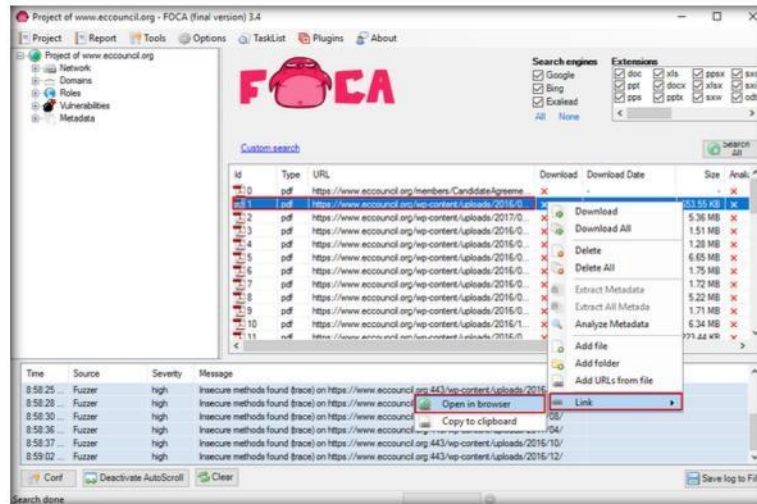 Project of www.eccouncil.org - FOCA (final version) 3.4
Project Report Tools Options TaskList Plugins About
Project of www.eccouncil.org
Network
Domains
Roles
Vulnerabilities
Metadata
FOCA
Search engines
Google
Bing
Exalead
All None
Extensions
doc xls ppsx
ppt docx xlsx
pps pptx sxw
Custom search
Search All
Id Type URL Download Download Date Size
0 pdf https://www.eccouncil.org/members/CandidateAgreeme... -
1 pdf https://www.eccouncil.org/wp-content/uploads/2016/0... 553.55 KB
2 pdf https://www.eccouncil.org/wp-content/uploads/2017/0... 5.36 MB
3 pdf https://www.eccouncil.org/wp-content/uploads/2016/0... 1.51 MB
4 pdf https://www.eccouncil.org/wp-content/uploads/2016/0... 1.28 MB
5 pdf https://www.eccouncil.org/wp-content/uploads/2016/0... 6.65 MB
6 pdf https://www.eccouncil.org/wp-content/uploads/2016/0... 1.75 MB
7 pdf https://www.eccouncil.org/wp-content/uploads/2016/0... 1.72 MB
8 pdf https://www.eccouncil.org/wp-content/uploads/2016/0... 5.22 MB
9 pdf https://www.eccouncil.org/wp-content/uploads/2016/0... 1.71 MB
10 pdf https://www.eccouncil.org/wp-content/uploads/2016/1... 6.34 MB
11 pdf https://www.eccouncil.org/wp-content/uploads/2016/0...
Download
Download All
Delete
Delete All
Extract Metadata
Extract All Metada
Analyze Metadata
Add file
Add folder
Add URLs from file
Link
Open in browser
Copy to clipboard
Time Source Severity Message
8:58:25 ... Fuzzer high Insecure methods found (trace) on https://www.eccouncil.org:443/wp-content/uploads/2016
8:58:28 ... Fuzzer high Insecure methods found (trace) on https://www.eccouncil
8:58:30 ... Fuzzer high Insecure methods found (trace) on https://www.eccouncil /08/
8:58:36 ... Fuzzer high Insecure methods found (trace) on https://www.eccouncil /04/
8:58:37 ... Fuzzer high Insecure methods found (trace) on https://www.eccouncil.org:443/wp-content/uploads/2016/10/
8:59:02 ... Fuzzer high Insecure methods found (trace) on https://www.eccouncil.org:443/wp-content/uploads/2016/12/
Conf Deactivate AutoScroll Clear Save log to Fil
Search done